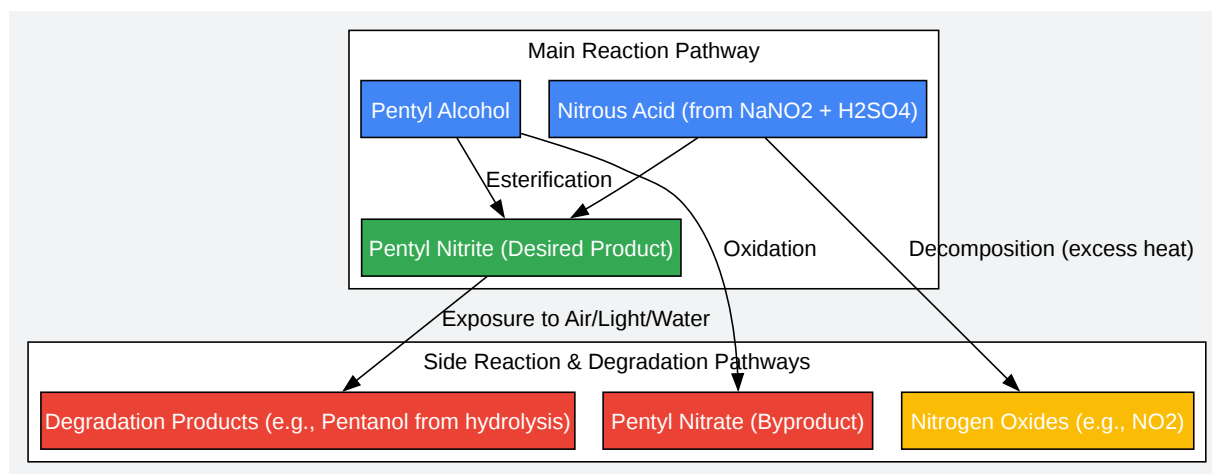 Main Reaction Pathway
Pentyl Alcohol
Nitrous Acid (from NaNO2 + H2SO4)
Esterification
Pentyl Nitrite (Desired Product)
Oxidation
Decomposition (excess heat)
Exposure to Air/Light/Water
Side Reaction & Degradation Pathways
Degradation Products (e.g., Pentanol from hydrolysis)
Pentyl Nitrate (Byproduct)
Nitrogen Oxides (e.g., NO2)